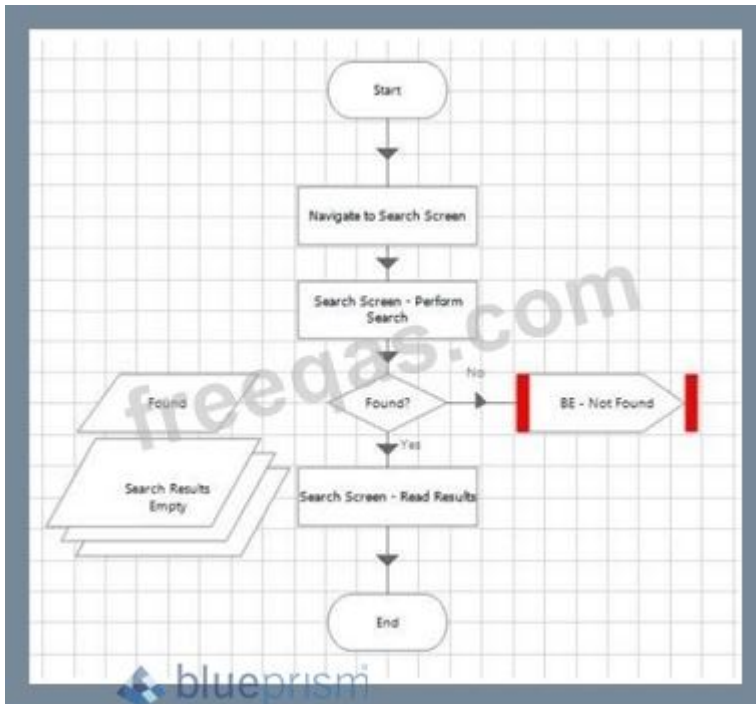 Start
Navigate to Search Screen
Search Screen - Perform
Search
freeqas.com
No
Found
Found?
BE - Not Found
Yes
Search Results
Empty
Search Screen - Read Results
End
blueprism